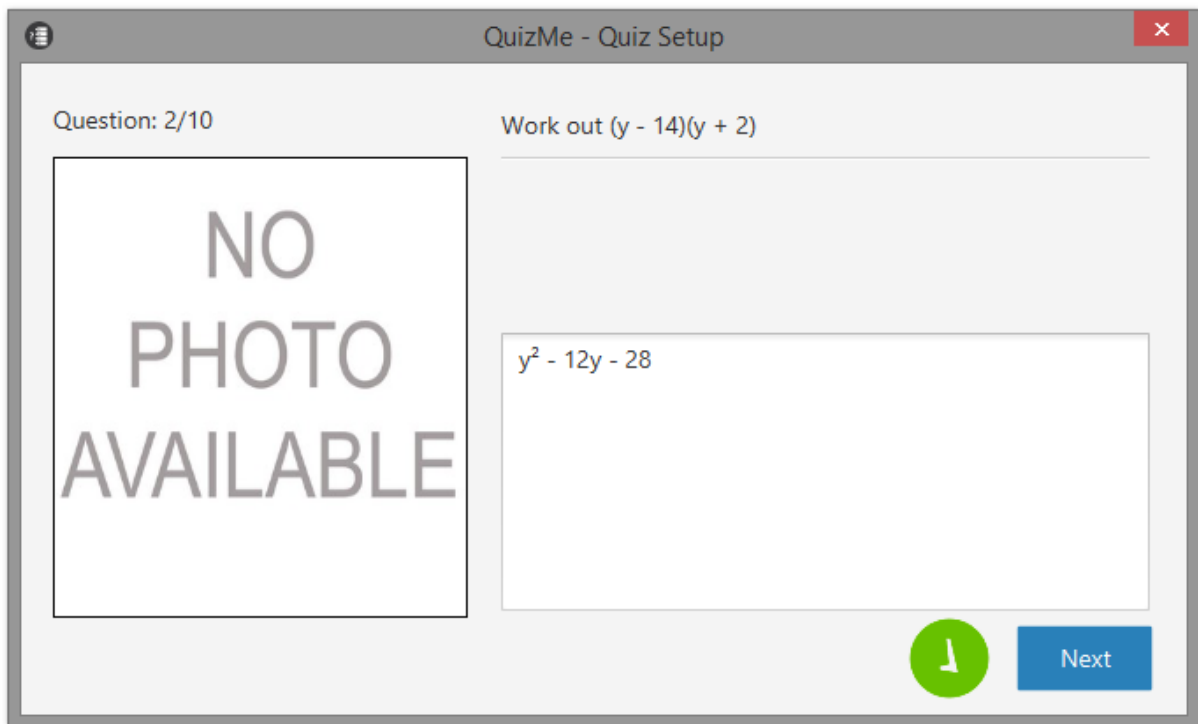 QuizMe - Quiz Setup
Question: 2/10
Work out (y - 14)(y + 2)
NO
PHOTO
AVAILABLE
y² - 12y - 28
Next